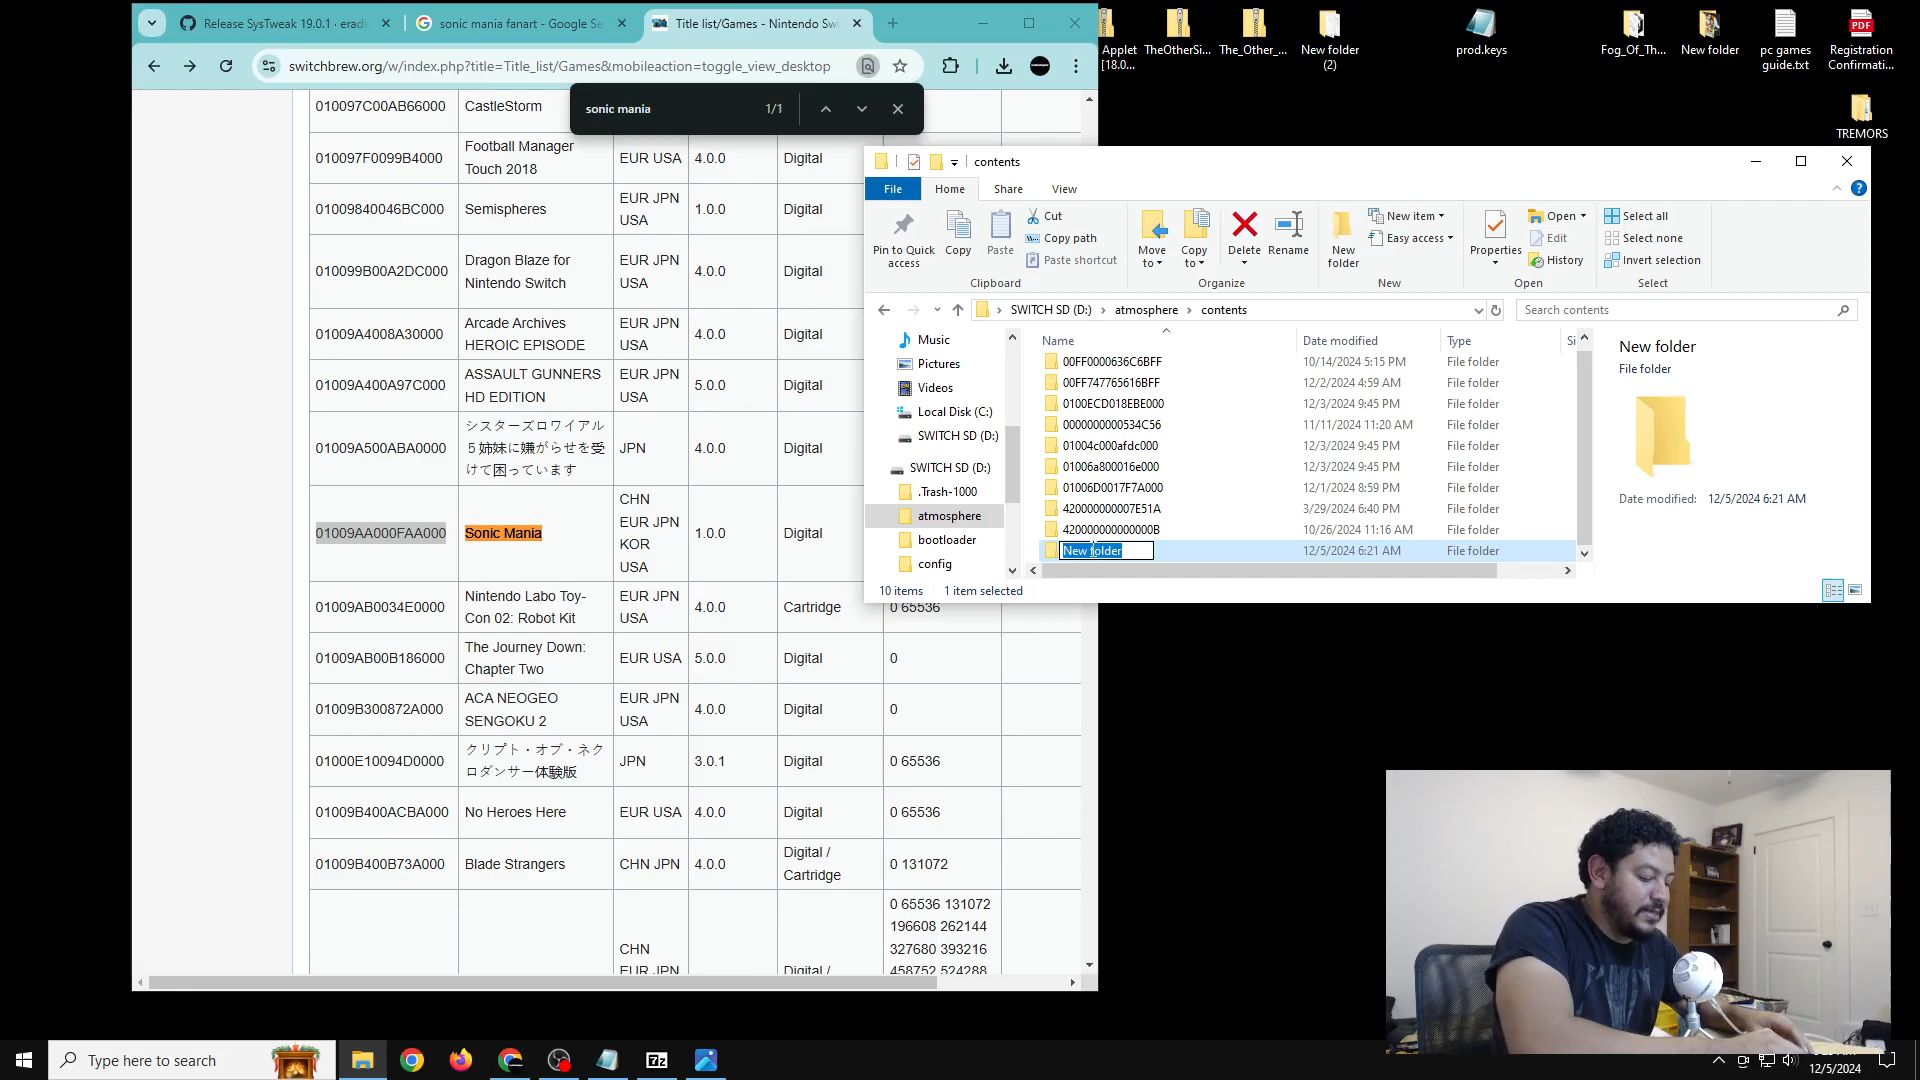 Release SysTweak 19.0.1 · eradi
sonic mania fanart - Google Se
Title list/Games - Nintendo Swi
switchbrew.org/w/index.php?title=Title_list/Games&mobileaction=toggle_view_desktop
sonic mania 1/1
Applet
[18.0...
TheOtherSi...
The_Other_...
New folder
(2)
prod.keys
Fog_Of_Th...
New folder
pc games
guide.txt
PDF
Registration
Confirmati...
TREMORS
010097C00AB66000 CastleStorm
010097F0099B4000 Football Manager EUR USA 4.0.0 Digital
Touch 2018
01009840046BC000 Semispheres EUR JPN 1.0.0 Digital
USA
010099B00A2DC000 Dragon Blaze for EUR JPN 4.0.0 Digital
Nintendo Switch USA
01009A4008A30000 Arcade Archives EUR JPN 4.0.0 Digital
HEROIC EPISODE USA
01009A400A97C000 ASSAULT GUNNERS EUR JPN 5.0.0 Digital
HD EDITION USA
01009A500ABA0000 シスターズロワイアル JPN 4.0.0 Digital
５姉妹に嫌がらせを受
けて困っています
01009AA000FAA000 Sonic Mania CHN 1.0.0 Digital
EUR JPN
KOR
USA
01009AB0034E0000 Nintendo Labo Toy- EUR JPN 4.0.0 Cartridge 0 65536
Con 02: Robot Kit USA
01009AB00B186000 The Journey Down: EUR USA 5.0.0 Digital 0
Chapter Two
01009B300872A000 ACA NEOGEO EUR JPN 4.0.0 Digital 0
SENGOKU 2 USA
01000E10094D0000 クリプト・オブ・ネク JPN 3.0.1 Digital 0 65536
ロダンサー体験版
01009B400ACBA000 No Heroes Here EUR USA 4.0.0 Digital 0 65536
01009B400B73A000 Blade Strangers CHN JPN 4.0.0 Digital / 0 131072
Cartridge
0 65536 131072
196608 262144
CHN 327680 393216
EUR JPN Digital / 458752 524288
contents
File Home Share View
Pin to Quick
access
Copy
Paste
Cut
Copy path
Paste shortcut
Move
to
Copy
to
Delete
Rename
New
folder
New item
Easy access
Properties
Open
Edit
History
Select all
Select none
Invert selection
Clipboard Organize New Open Select
SWITCH SD (D:) atmosphere contents
Search contents
Music
Pictures
Videos
Local Disk (C:)
SWITCH SD (D:)
SWITCH SD (D:)
.Trash-1000
atmosphere
bootloader
config
Name Date modified Type Si
00FF0000636C6BFF 10/14/2024 5:15 PM File folder
00FF747765616BFF 12/2/2024 4:59 AM File folder
0100ECD018EBE000 12/3/2024 9:45 PM File folder
0000000000534C56 11/11/2024 11:20 AM File folder
01004c000afdc000 12/3/2024 9:45 PM File folder
01006a800016e000 12/3/2024 9:45 PM File folder
01006D0017F7A000 12/1/2024 8:59 PM File folder
420000000007E51A 3/29/2024 6:40 PM File folder
420000000000000B 10/26/2024 11:16 AM File folder
New folder 12/5/2024 6:21 AM File folder
New folder
File folder
Date modified: 12/5/2024 6:21 AM
10 items 1 item selected
Type here to search
7z
12/5/2024